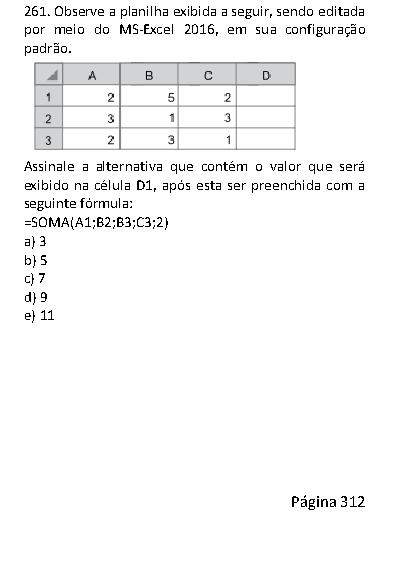 261. Observe a planilha exibida a seguir, sendo editada
por meio do MS-Excel 2016, em sua configuração
padrão.
A B C D
1 2 5 2
2 3 1 3
3 2 3 1
Assinale a alternativa que contém o valor que será
exibido na célula D1, após esta ser preenchida com a
seguinte fórmula:
=SOMA(A1;B2;B3;C3;2)
a) 3
b) 5
c) 7
d) 9
e) 11
Página 312